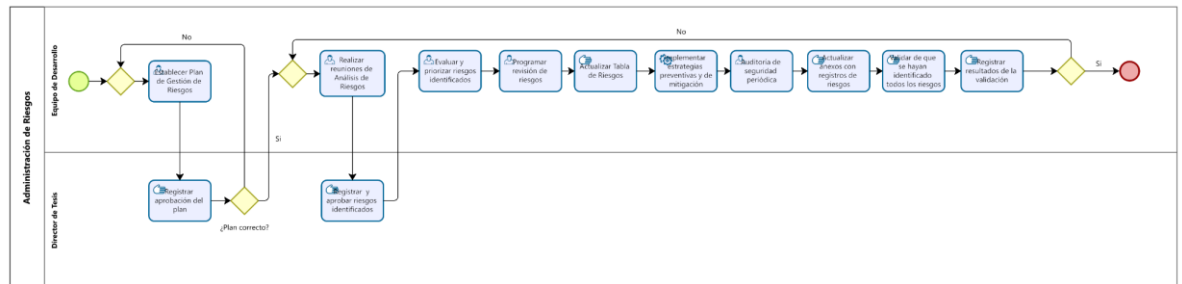 Administración de Riesgos
Equipo de Desarrollo
Director de Tesis
No
Establecer Plan
de Gestión de
Riesgos
Registrar
aprobación del
plan
¿Plan correcto?
Si
No
Realizar
reuniones de
Análisis de
Riesgos
Registrar y
aprobar riesgos
identificados
Evaluar y
priorizar riesgos
identificados
Programar
revisión de
riesgos
Actualizar Tabla
de Riesgos
Implementar
Estrategias
preventivas y de
mitigación
Auditoría de
seguridad
periódica
Actualizar
anexos con
registros de
riesgos
Validar de que
se hayan
identificado
todos los riesgos
Registrar
resultados de la
validación
Si